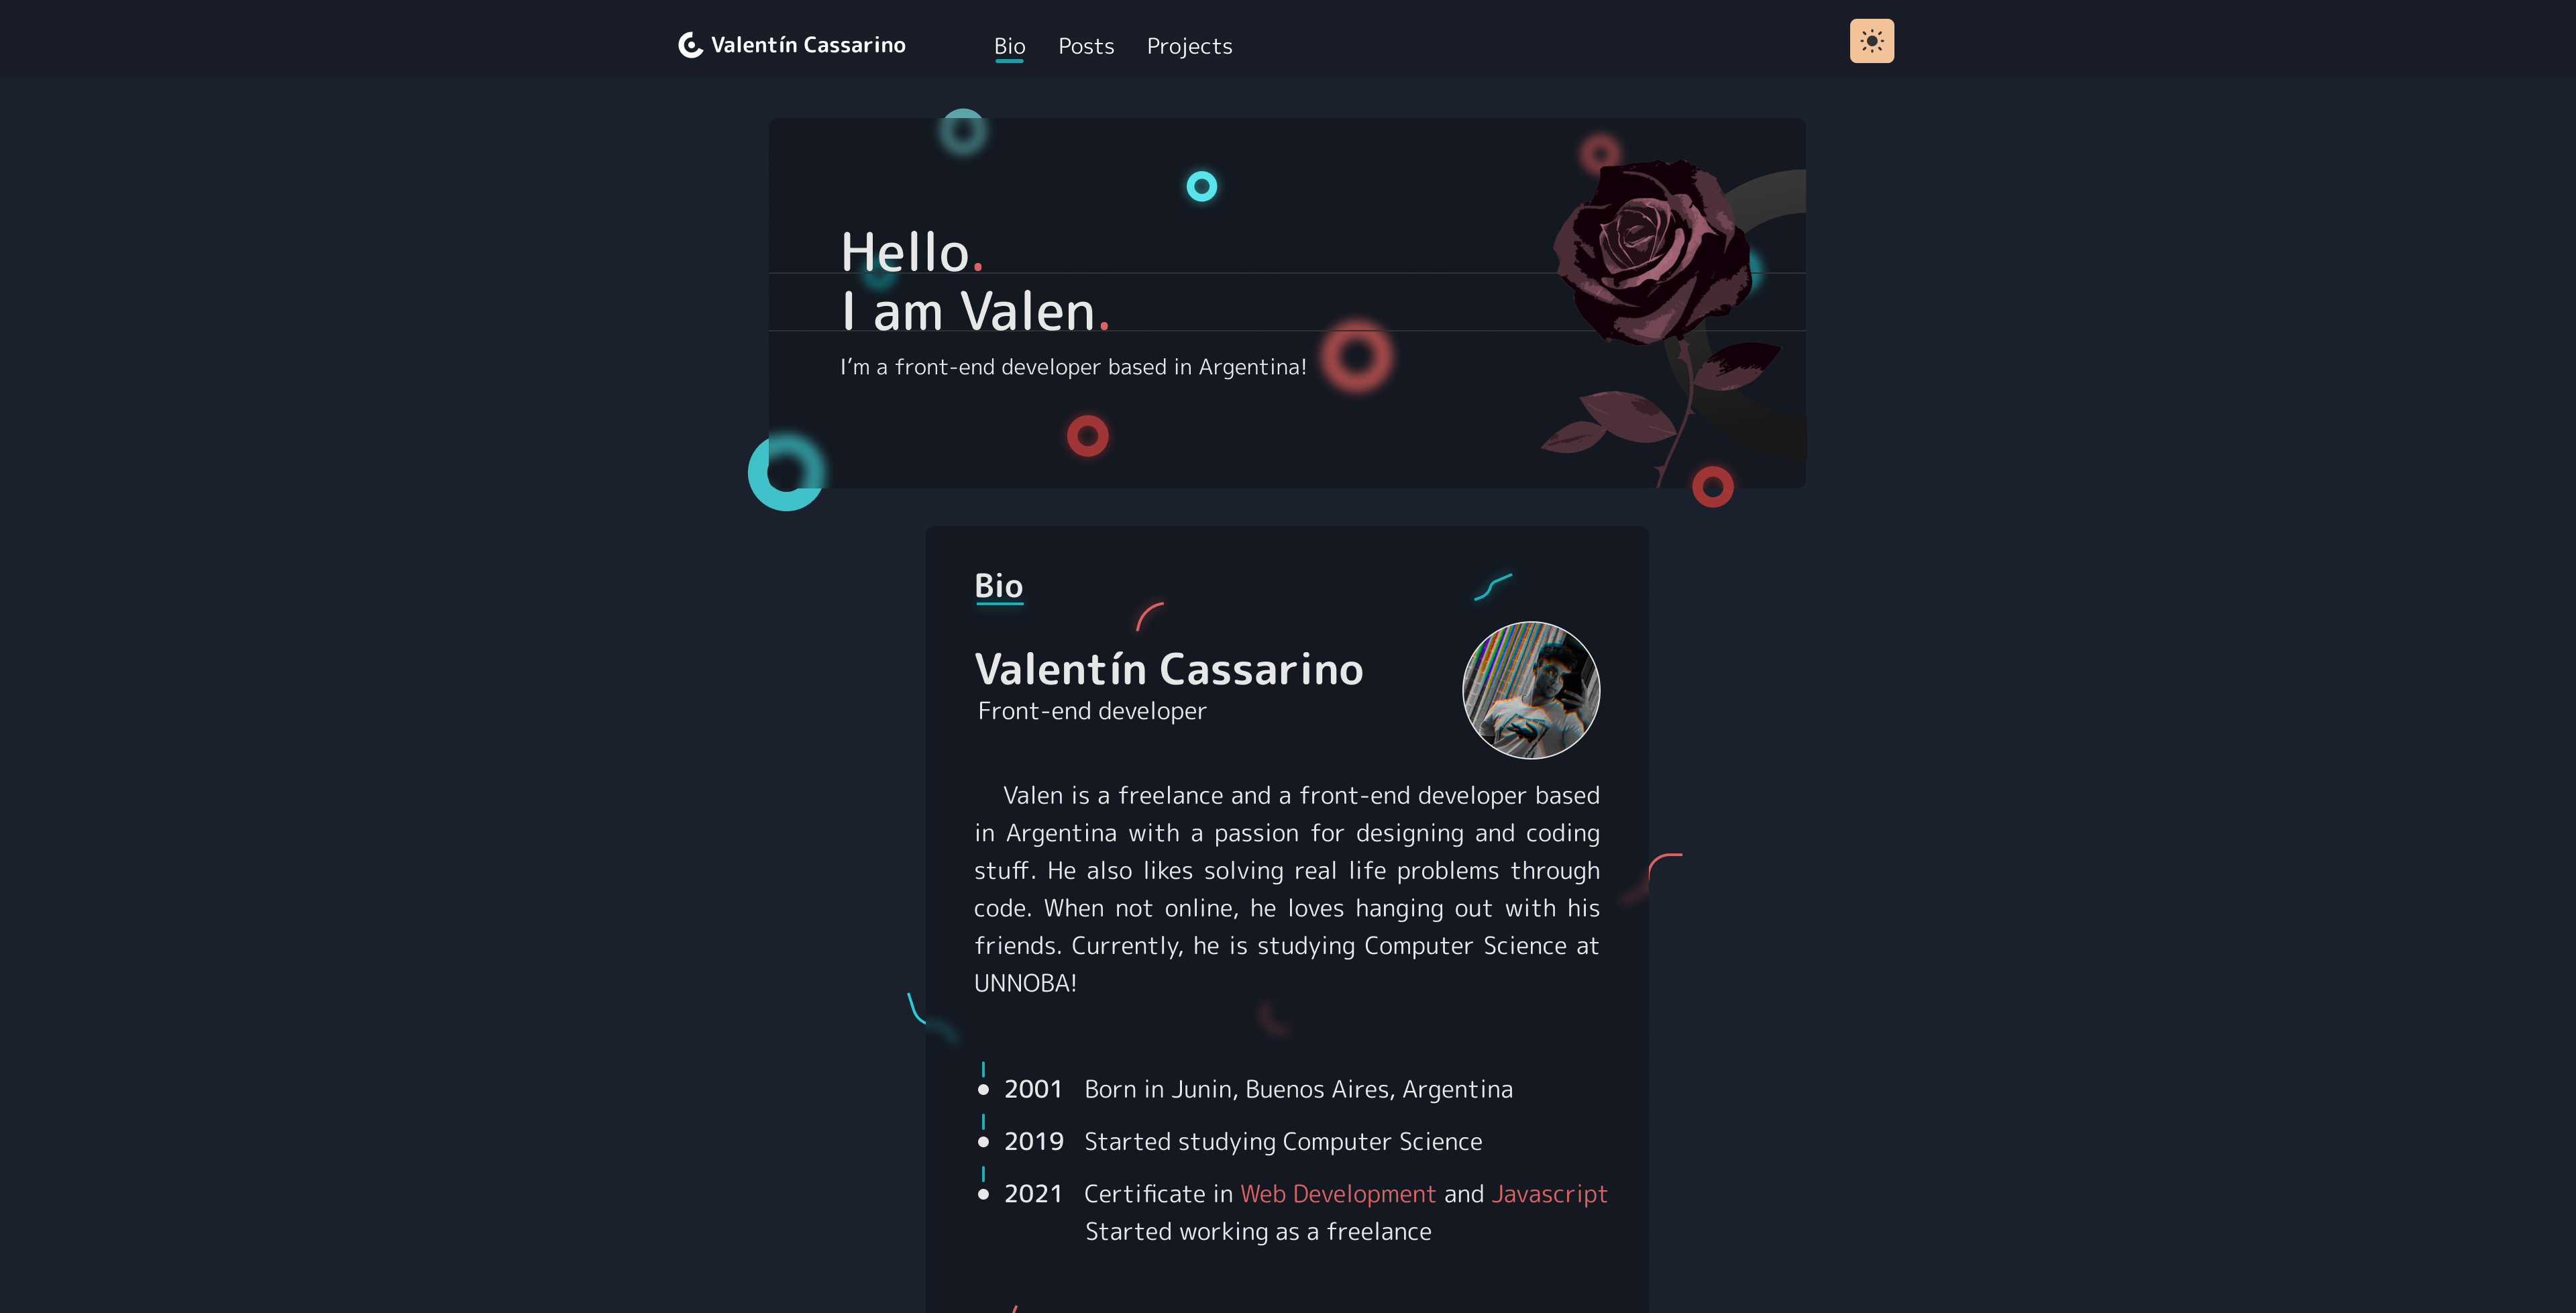 Valentín Cassarino
Bio
Posts
Projects
Hello.
I am Valen.
I’m a front-end developer based in Argentina!
Bio
Valentín Cassarino
Front-end developer
Valen is a freelance and a front-end developer based
in Argentina with a passion for designing and coding
stuff. He also likes solving real life problems through
code. When not online, he loves hanging out with his
friends. Currently, he is studying Computer Science at
UNNOBA!
2001 Born in Junin, Buenos Aires, Argentina
2019 Started studying Computer Science
2021 Certificate in Web Development and Javascript
Started working as a freelance